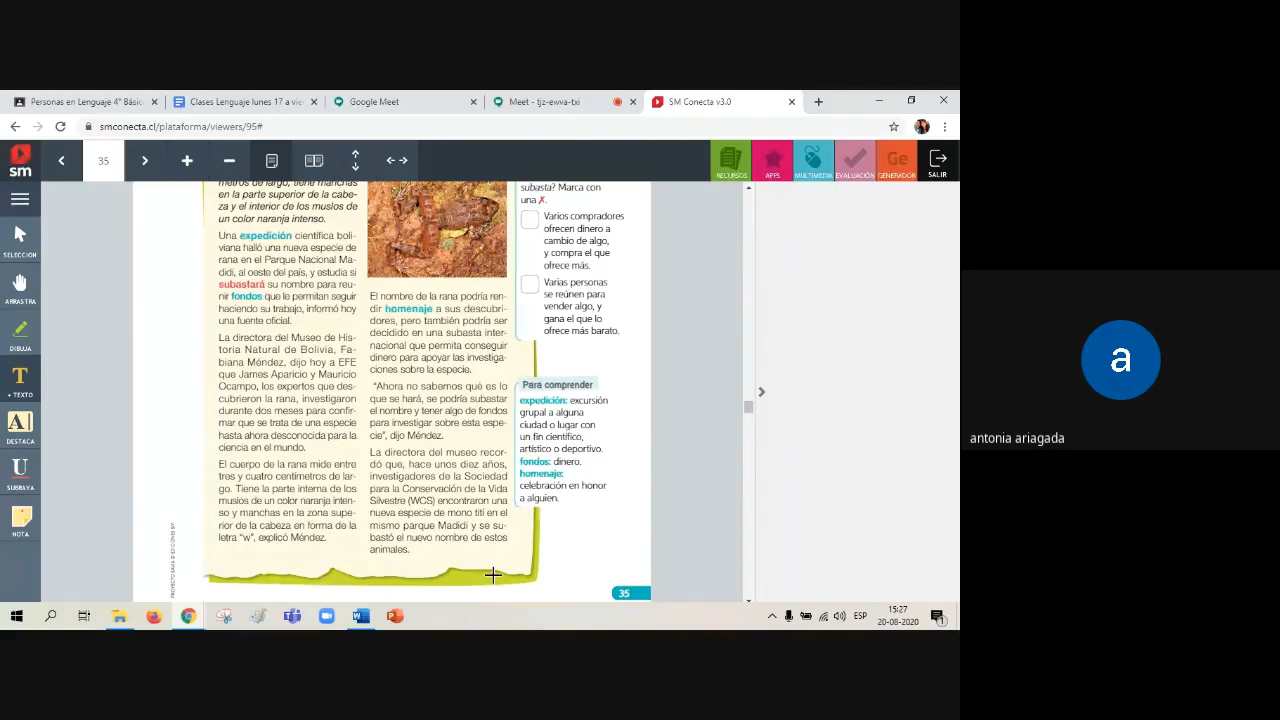 Personas en Lenguaje 4° Básic
Clases Lenguaje lunes 17 a vie
Google Meet
Meet - tjz-ewva-txi
SM Conecta v3.0
smconecta.cl/plataforma/viewers/95#
sm
35
RECURSOS
APPS
MULTIMEDIA
EVALUACIÓN
Ge
GENERADOR
SALIR
SELECCIÓN
ARRASTRA
DIBUJA
T
+ TEXTO
A
DESTACA
U
SUBRAYA
NOTA
metros de largo, tiene manchas
en la parte superior de la cabe-
za y el interior de los muslos de
un color naranja intenso.
Una expedición científica boli-
viana halló una nueva especie de
rana en el Parque Nacional Ma-
didi, al oeste del país, y estudia si
subastará su nombre para reu-
nir fondos que le permitan seguir
haciendo su trabajo, informó hoy
una fuente oficial.
La directora del Museo de His-
toria Natural de Bolivia, Fa-
biana Méndez, dijo hoy a EFE
que James Aparicio y Mauricio
Ocampo, los expertos que des-
cubrieron la rana, investigaron
durante dos meses para confir-
mar que se trata de una especie
hasta ahora desconocida para la
ciencia en el mundo.
El cuerpo de la rana mide entre
tres y cuatro centímetros de lar-
go. Tiene la parte interna de los
muslos de un color naranja inten-
so y manchas en la zona supe-
rior de la cabeza en forma de la
letra “w”, explicó Méndez.
El nombre de la rana podría ren-
dir homenaje a sus descubri-
dores, pero también podría ser
decidido en una subasta inter-
nacional que permita conseguir
dinero para apoyar las investiga-
ciones sobre la especie.
“Ahora no sabemos qué es lo
que se hará, se podría subastar
el nombre y tener algo de fondos
para investigar sobre esta espe-
cie”, dijo Méndez.
La directora del museo recor-
dó que, hace unos diez años,
investigadores de la Sociedad
para la Conservación de la Vida
Silvestre (WCS) encontraron una
nueva especie de mono tití en el
mismo parque Madidi y se su-
bastó el nuevo nombre de estos
animales.
subasta? Marca con
una ✗.
Varios compradores
ofrecen dinero a
cambio de algo,
y compra el que
ofrece más.
Varias personas
se reúnen para
vender algo, y
gana el que lo
ofrece más barato.
Para comprender
expedición: excursión
grupal a alguna
ciudad o lugar con
un fin científico,
artístico o deportivo.
fondos: dinero.
homenaje:
celebración en honor
a alguien.
35
ESP
15:27
20-08-2020
a
antonia ariagada